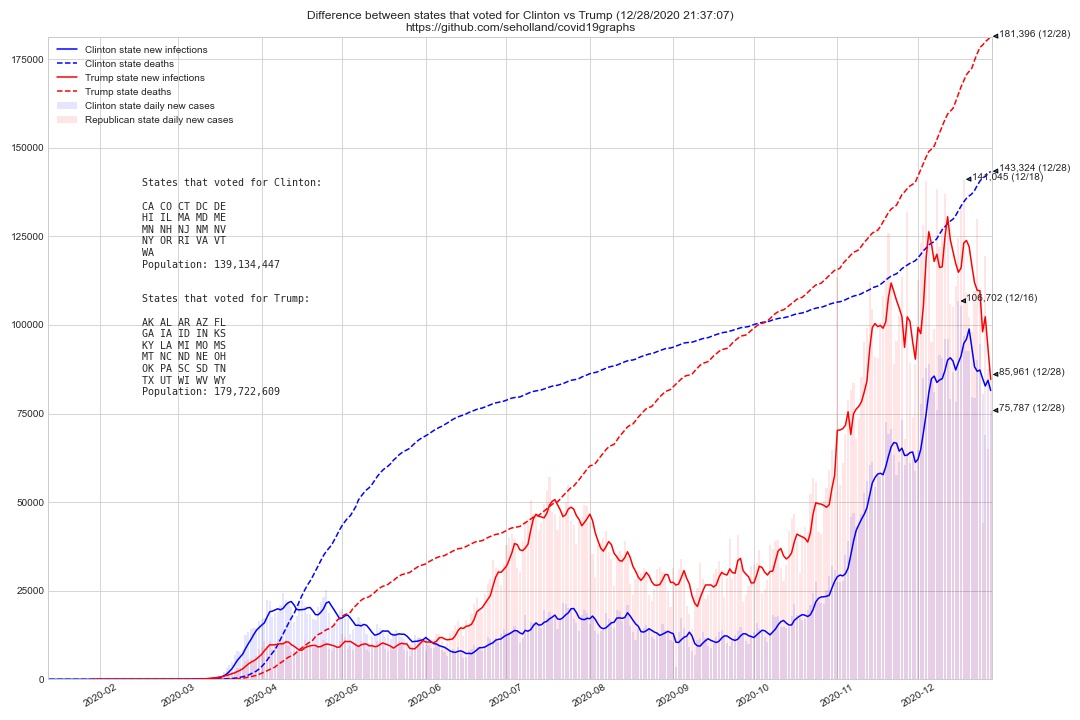 Difference between states that voted for Clinton vs Trump (12/28/2020 21:37:07)
https://github.com/seholland/covid19graphs
Clinton state new infections
Clinton state deaths
Trump state new infections
Trump state deaths
Clinton state daily new cases
Republican state daily new cases
States that voted for Clinton:
CA CO CT DC DE
HI IL MA MD ME
MN NH NJ NM NV
NY OR RI VA VT
WA
Population: 139,134,447
States that voted for Trump:
AK AL AR AZ FL
GA IA ID IN KS
KY LA MI MO MS
MT NC ND NE OH
OK PA SC SD TN
TX UT WI WV WY
Population: 179,722,609
181,396 (12/28)
143,324 (12/28)
141,045 (12/18)
106,702 (12/16)
85,961 (12/28)
75,787 (12/28)
175000
150000
125000
100000
75000
50000
25000
0
2020-02
2020-03
2020-04
2020-05
2020-06
2020-07
2020-08
2020-09
2020-10
2020-11
2020-12